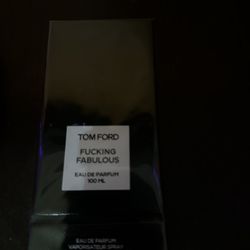 TOM FORD
FUCKING
FABULOUS
EAU DE PARFUM
100 ML
EAU DE PARFUM
VAPORISATEUR SPRAY